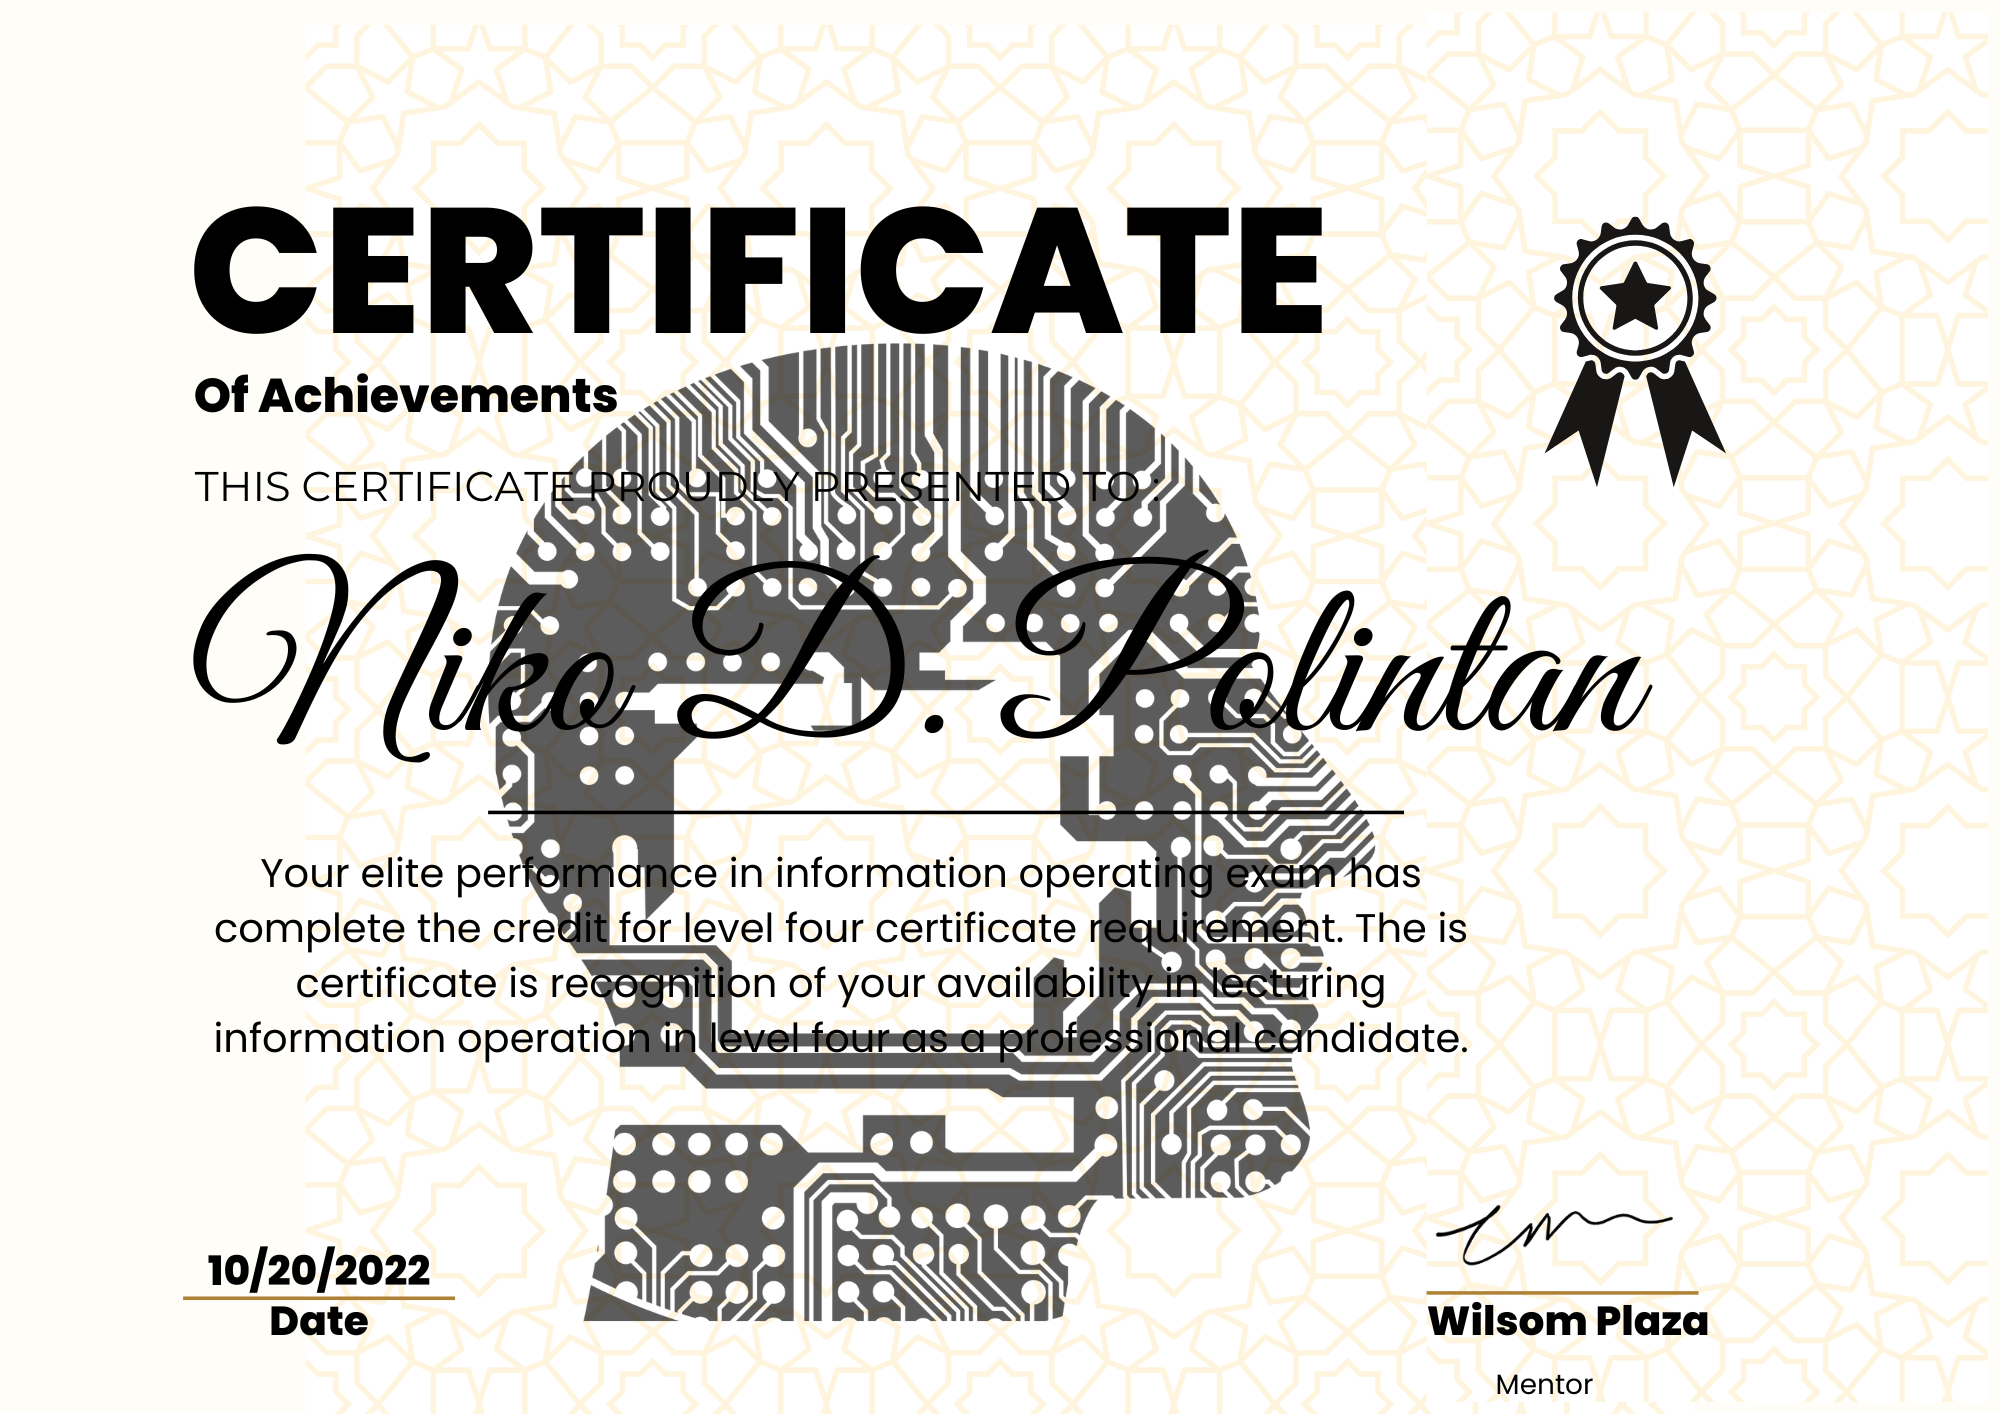 CERTIFICATE
Of Achievements
THIS CERTIFICATE PROUDLY PRESENTED TO :
Niko D. Polintan
Your elite performance in information operating exam has
complete the credit for level four certificate requirement. The is
certificate is recognition of your availability in lecturing
information operation in level four as a professional candidate.
10/20/2022
Date
Wilsom Plaza
Mentor